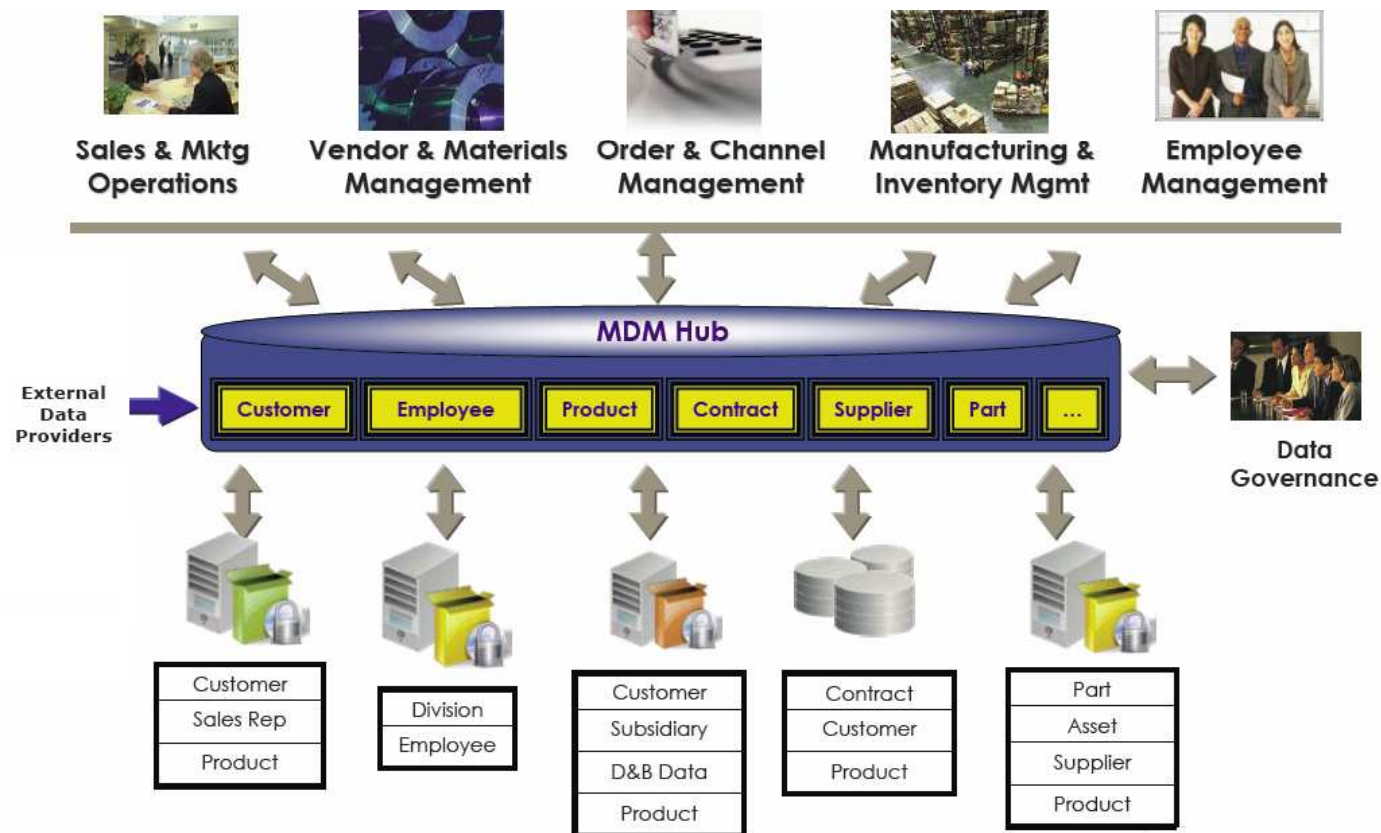 Sales & Mktg
Operations
Vendor & Materials
Management
Order & Channel
Management
Manufacturing &
Inventory Mgmt
Employee
Management
MDM Hub
External
Data
Providers
Customer
Employee
Product
Contract
Supplier
Part
...
Data
Governance
Customer
Sales Rep
Product
Division
Employee
Customer
Subsidiary
D&B Data
Product
Contract
Customer
Product
Part
Asset
Supplier
Product